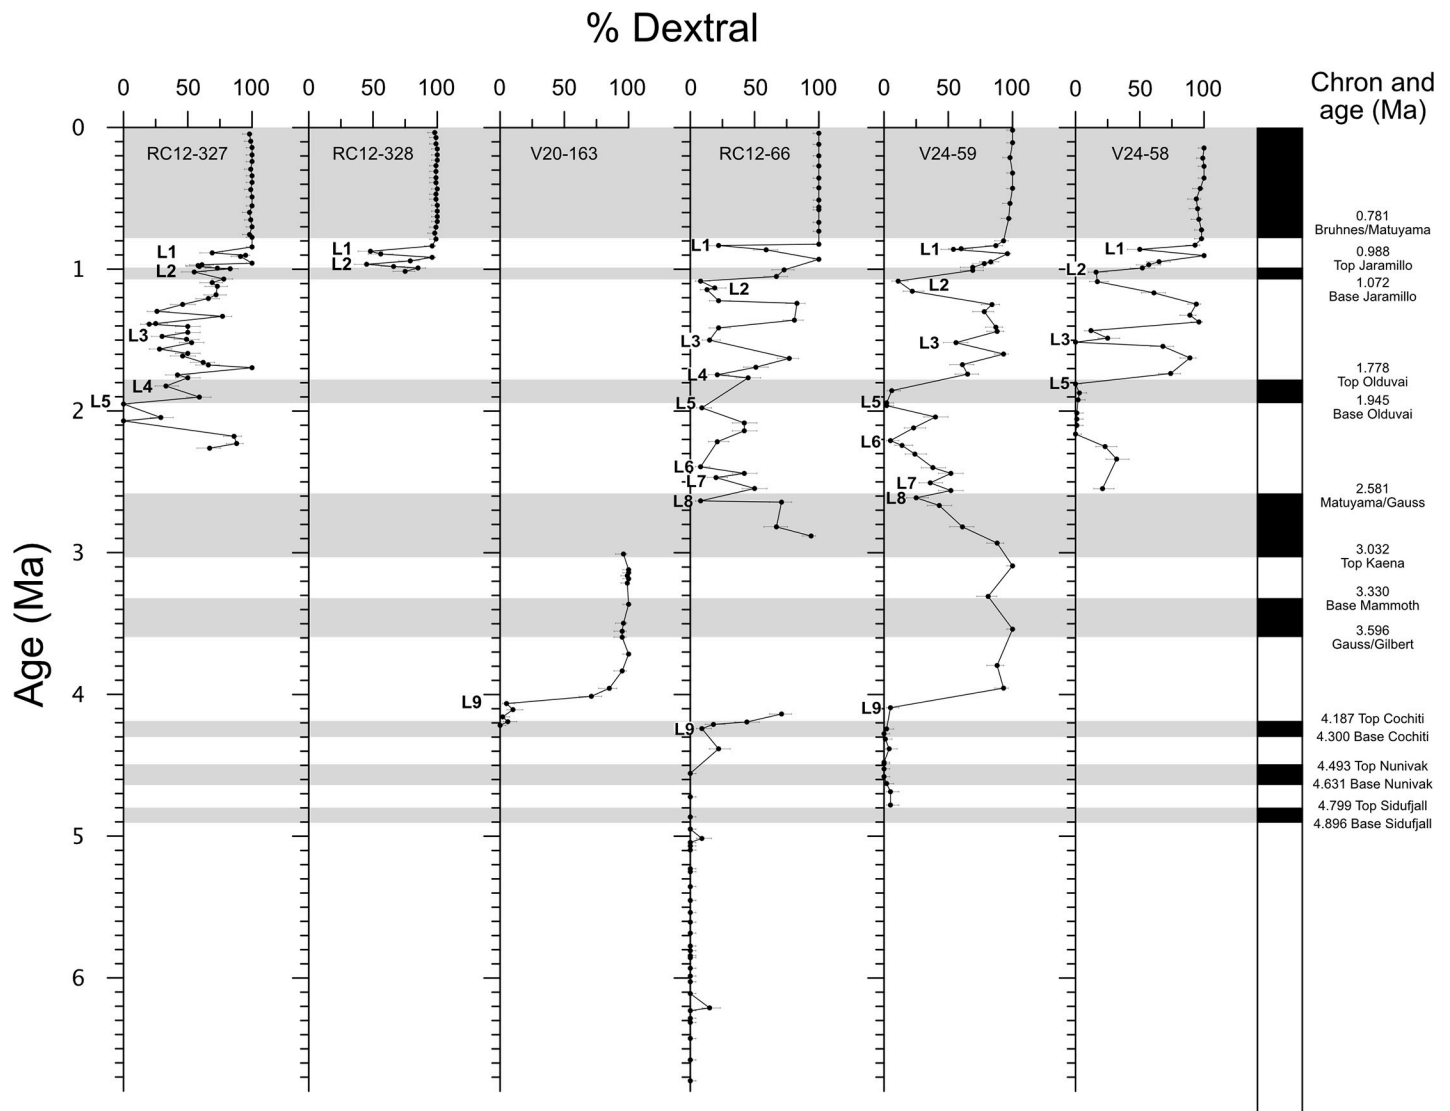 % Dextral
0 50 100 0 50 100 0 50 100 0 50 100 0 50 100 0 50 100
Chron and
age (Ma)
Age (Ma)
0
1
2
3
4
5
6
RC12-327
L1
L2
L3
L4
L5
RC12-328
L1
L2
V20-163
L9
RC12-66
L1
L2
L3
L4
L5
L6
L7
L8
L9
V24-59
L1
L2
L3
L5
L6
L7
L8
L9
V24-58
L1
L2
L3
L5
0.781
Bruhnes/Matuyama
0.988
Top Jaramillo
1.072
Base Jaramillo
1.778
Top Olduvai
1.945
Base Olduvai
2.581
Matuyama/Gauss
3.032
Top Kaena
3.330
Base Mammoth
3.596
Gauss/Gilbert
4.187 Top Cochiti
4.300 Base Cochiti
4.493 Top Nunivak
4.631 Base Nunivak
4.799 Top Sidufjall
4.896 Base Sidufjall